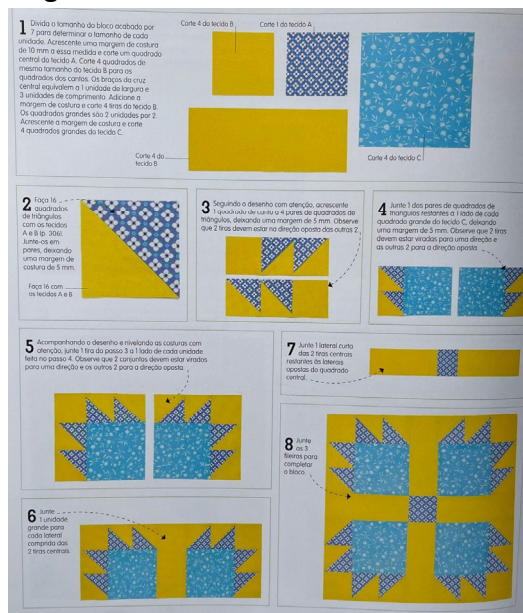 1 Divida o tamanho do bloco acabado por
7 para determinar o tamanho de cada
unidade. Acrescente uma margem de costura
de 10 mm a essa medida e corte um quadrado
central do tecido A. Corte 4 quadrados de
mesmo tamanho do tecido B para os
quadrados dos cantos. Os braços da cruz
central equivalem a 1 unidade de largura e
3 unidades de comprimento. Adicione a
margem de costura e corte 4 tiras do tecido B.
Os quadrados grandes são 2 unidades por 2.
Acrescente a margem de costura e corte
4 quadrados grandes do tecido C.
Corte 4 do tecido B
Corte 1 do tecido A
Corte 4 do
tecido B
Corte 4 do tecido C
2 Faça 16
quadrados
de triângulos
com os tecidos
A e B (p. 306).
Junte-os em
pares, deixando
uma margem de
costura de 5 mm.
Faça 16 com
os tecidos A e B
3 Seguindo o desenho com atenção, acrescente
1 quadrado de canto a 4 pares de quadrados de
triângulos, deixando uma margem de 5 mm. Observe
que 2 tiras devem estar na direção oposta das outras 2.
4 Junte 1 dos pares de quadrados de
triângulos restantes a 1 lado de cada
quadrado grande do tecido C, deixando
uma margem de 5 mm. Observe que 2 tiras
devem estar viradas para uma direção e
as outras 2 para a direção oposta.
5 Acompanhando o desenho e nivelando as costuras com
atenção, junte 1 tira do passo 3 a 1 lado de cada unidade
feita no passo 4. Observe que 2 conjuntos devem estar virados
para uma direção e os outros 2 para a direção oposta.
7 Junte 1 lateral curta
das 2 tiras centrais
restantes às laterais
opostas do quadrado
central.
8 Junte
as 3
fileiras para
completar
o bloco.
6 Junte
1 unidade
grande para
cada lateral
comprida das
2 tiras centrais.